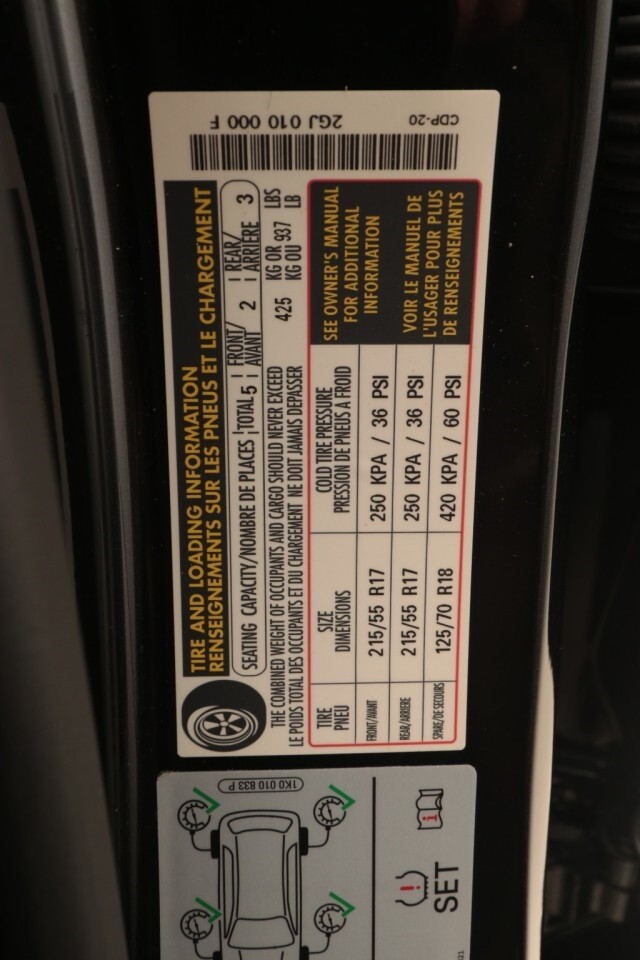 CDP-20
2GJ 010 000 F
TIRE AND LOADING INFORMATION
RENSEIGNEMENTS SUR LES PNEUS ET LE CHARGEMENT
SEATING CAPACITY/NOMBRE DE PLACES | TOTAL 5 | FRONT/AVANT 2 | REAR/ARRIÈRE 3
THE COMBINED WEIGHT OF OCCUPANTS AND CARGO SHOULD NEVER EXCEED 425 KG OR 937 LBS
LE POIDS TOTAL DES OCCUPANTS ET DU CHARGEMENT NE DOIT JAMAIS DEPASSER KG OU LB
TIRE
PNEU
SIZE
DIMENSIONS
COLD TIRE PRESSURE
PRESSION DE PNEUS A FROID
FRONT/AVANT 215/55 R17 250 KPA / 36 PSI
REAR/ARRIERE 215/55 R17 250 KPA / 36 PSI
SPARE/DE SECOURS 125/70 R18 420 KPA / 60 PSI
SEE OWNER'S MANUAL
FOR ADDITIONAL
INFORMATION
VOIR LE MANUEL DE
L'USAGER POUR PLUS
DE RENSEIGNEMENTS
1K0 010 833 P
SET